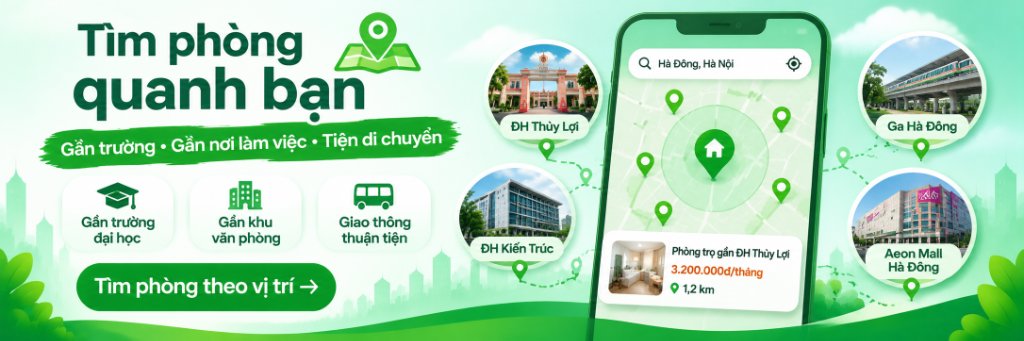 Tìm phòng
quanh bạn
Gần trường • Gần nơi làm việc • Tiện di chuyển
Gần trường
đại học
Gần khu
văn phòng
Giao thông
thuận tiện
Tìm phòng theo vị trí →
ĐH Thủy Lợi
ĐH Kiến Trúc
Hà Đông, Hà Nội
Phòng trọ gần ĐH Thủy Lợi
3.200.000đ/tháng
1,2 km
Ga Hà Đông
Aeon Mall
Hà Đông